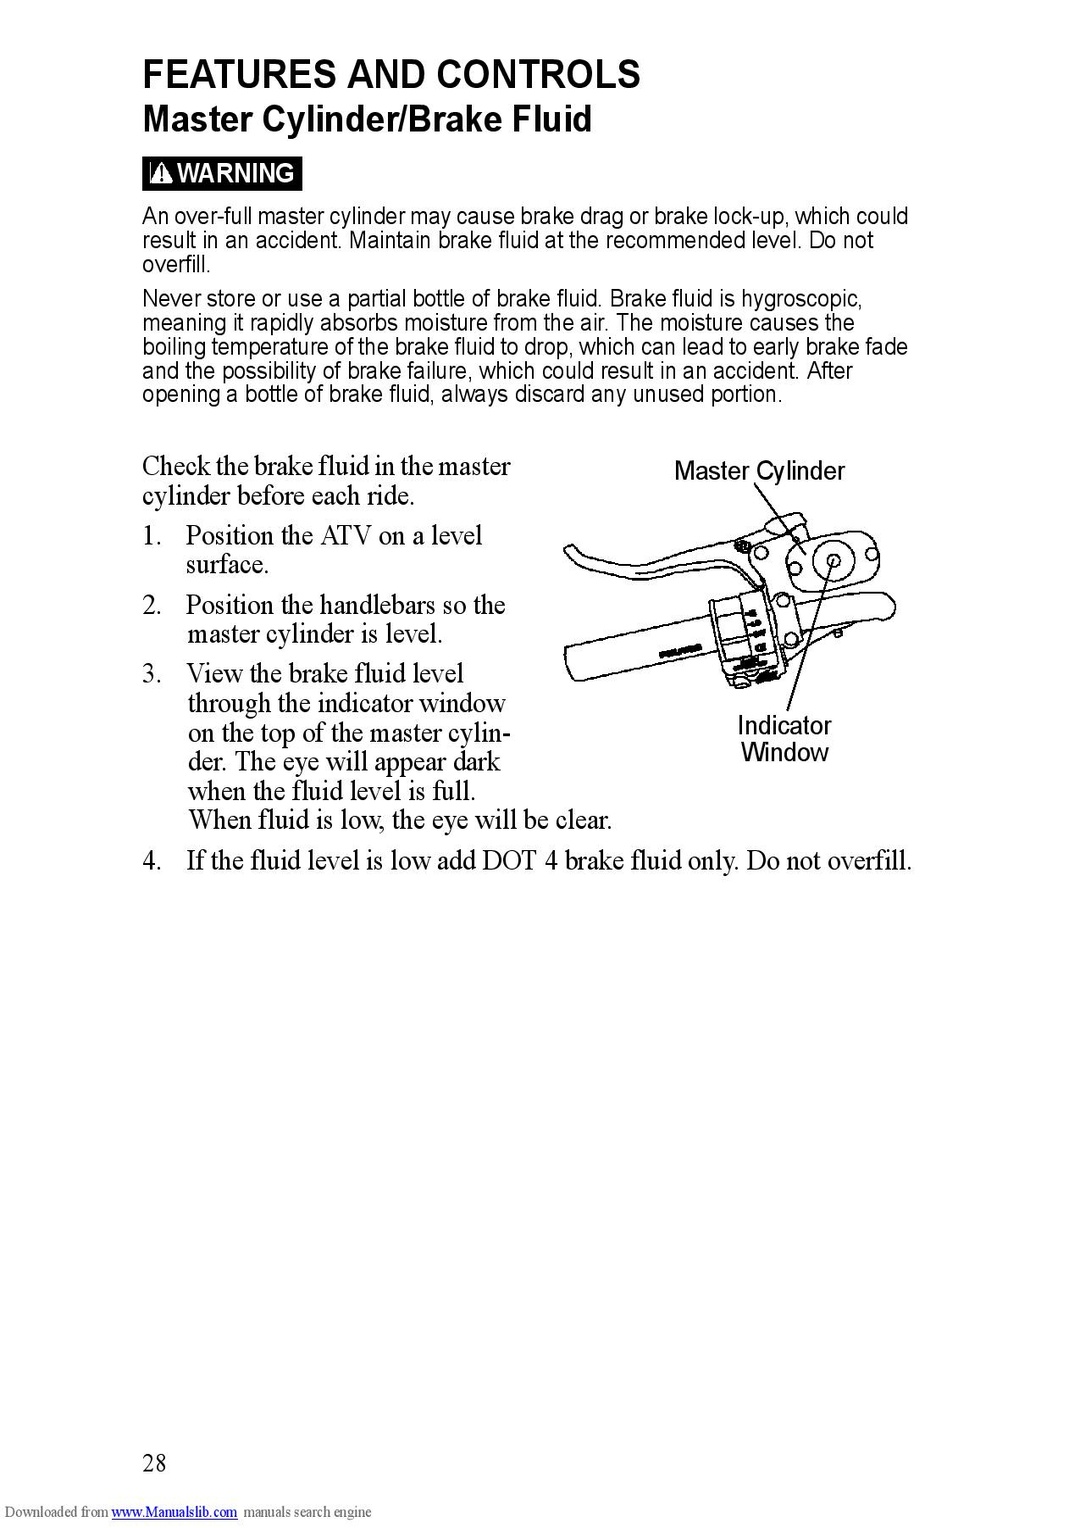 FEATURES AND CONTROLS
Master Cylinder/Brake Fluid
WARNING
An over-full master cylinder may cause brake drag or brake lock-up, which could
result in an accident. Maintain brake fluid at the recommended level. Do not
overfill.
Never store or use a partial bottle of brake fluid. Brake fluid is hygroscopic,
meaning it rapidly absorbs moisture from the air. The moisture causes the
boiling temperature of the brake fluid to drop, which can lead to early brake fade
and the possibility of brake failure, which could result in an accident. After
opening a bottle of brake fluid, always discard any unused portion.
Check the brake fluid in the master
cylinder before each ride.
1. Position the ATV on a level
surface.
2. Position the handlebars so the
master cylinder is level.
3. View the brake fluid level
through the indicator window
on the top of the master cylin-
der. The eye will appear dark
when the fluid level is full.
When fluid is low, the eye will be clear.
4. If the fluid level is low add DOT 4 brake fluid only. Do not overfill.
Master Cylinder
Indicator
Window
28
Downloaded from www.Manualslib.com manuals search engine